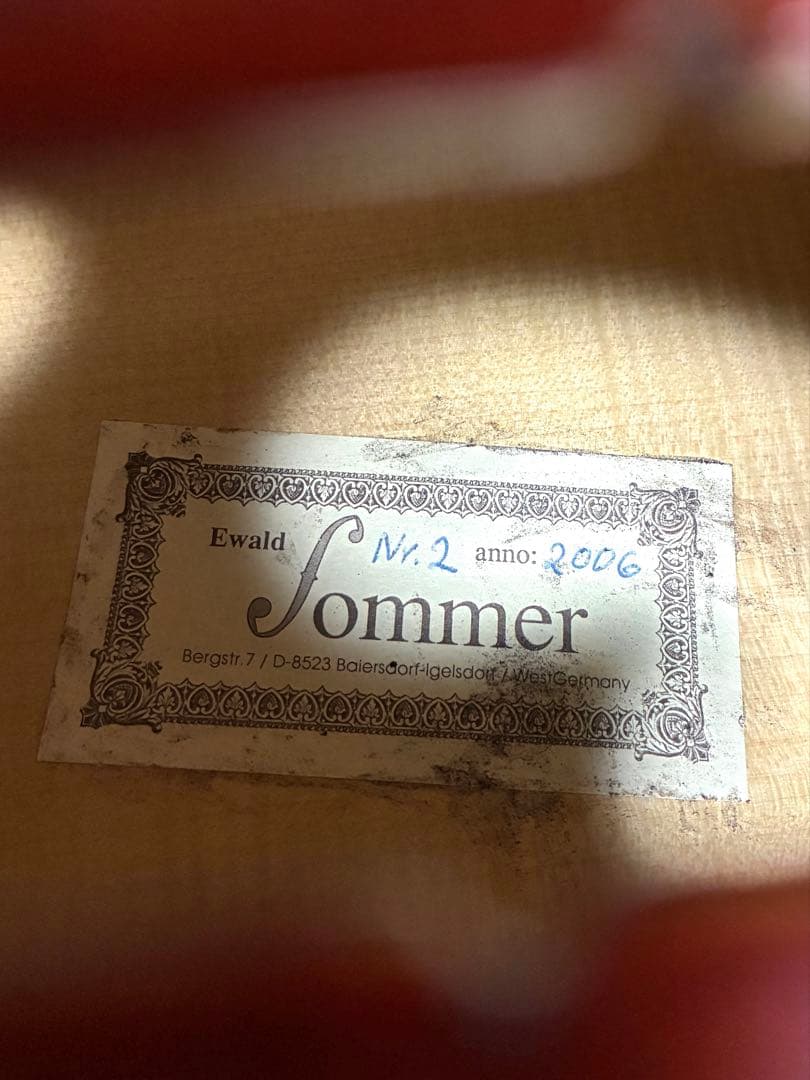 Ewald Nr. 2 anno: 2006
Sommer
Bergstr. 7 / D-8523 Baiersdorf-Igelsdorf / WestGermany